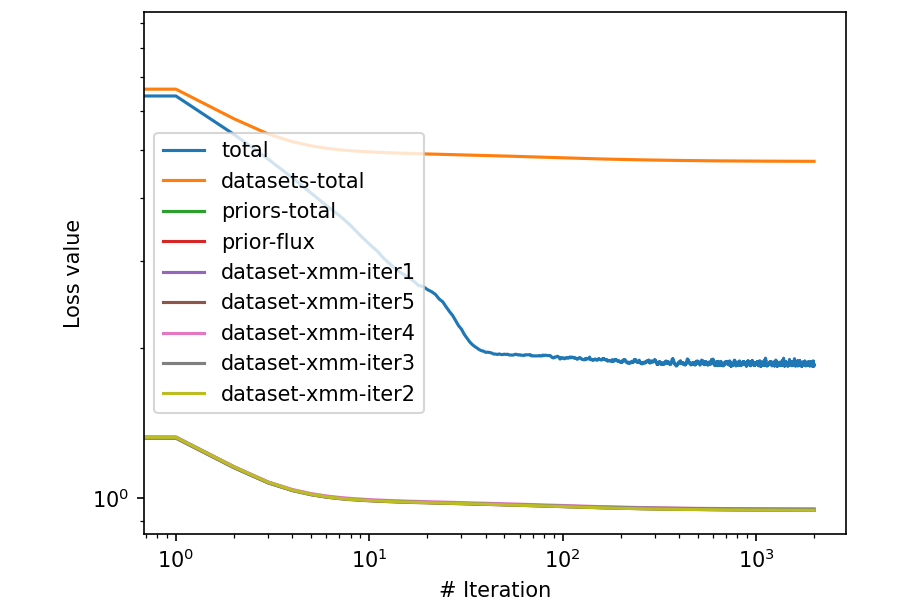 Loss value
10⁰
total
datasets-total
priors-total
prior-flux
dataset-xmm-iter1
dataset-xmm-iter5
dataset-xmm-iter4
dataset-xmm-iter3
dataset-xmm-iter2
10⁰ 10¹ 10² 10³
# Iteration